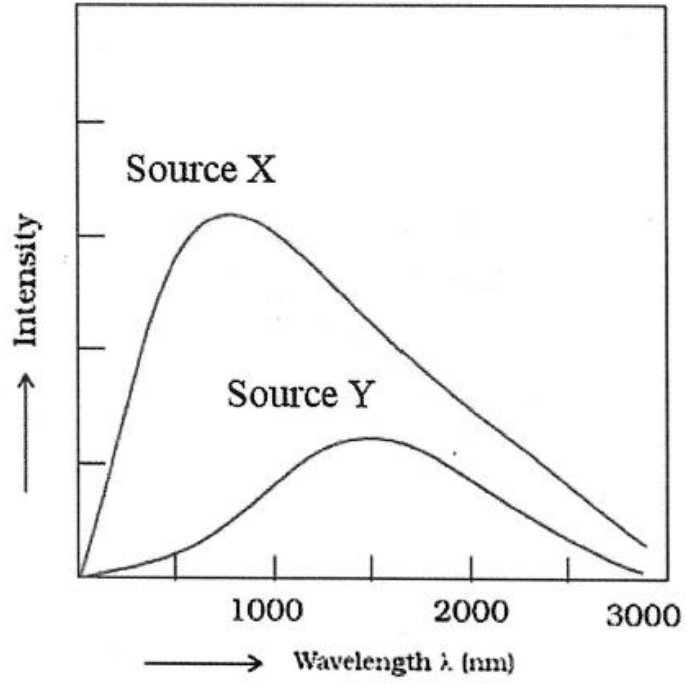 Source X
Intensity
Source Y
1000
2000
3000
Wavelength λ (nm)